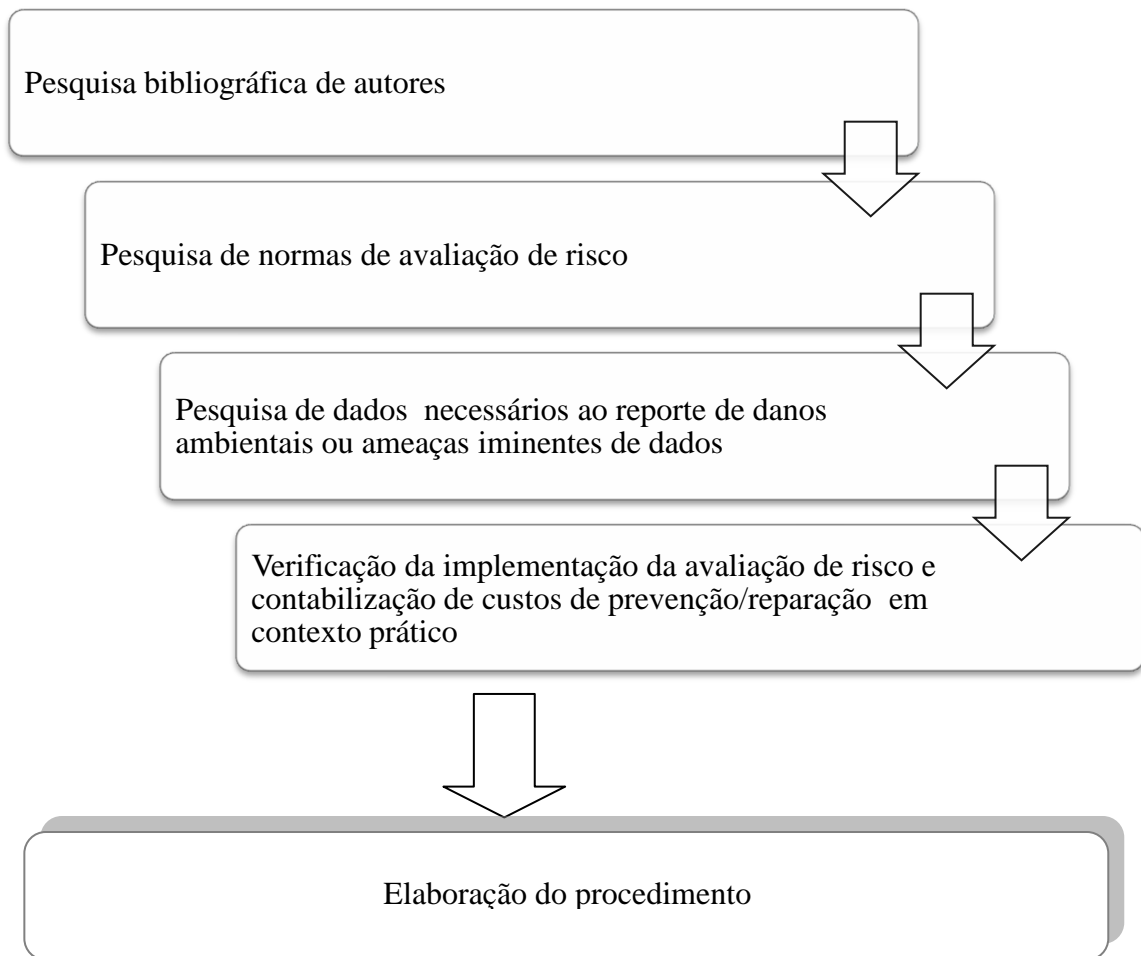 Pesquisa bibliográfica de autores
Pesquisa de normas de avaliação de risco
Pesquisa de dados necessários ao reporte de danos
ambientais ou ameaças iminentes de dados
Verificação da implementação da avaliação de risco e
contabilização de custos de prevenção/reparação em
contexto prático
Elaboração do procedimento